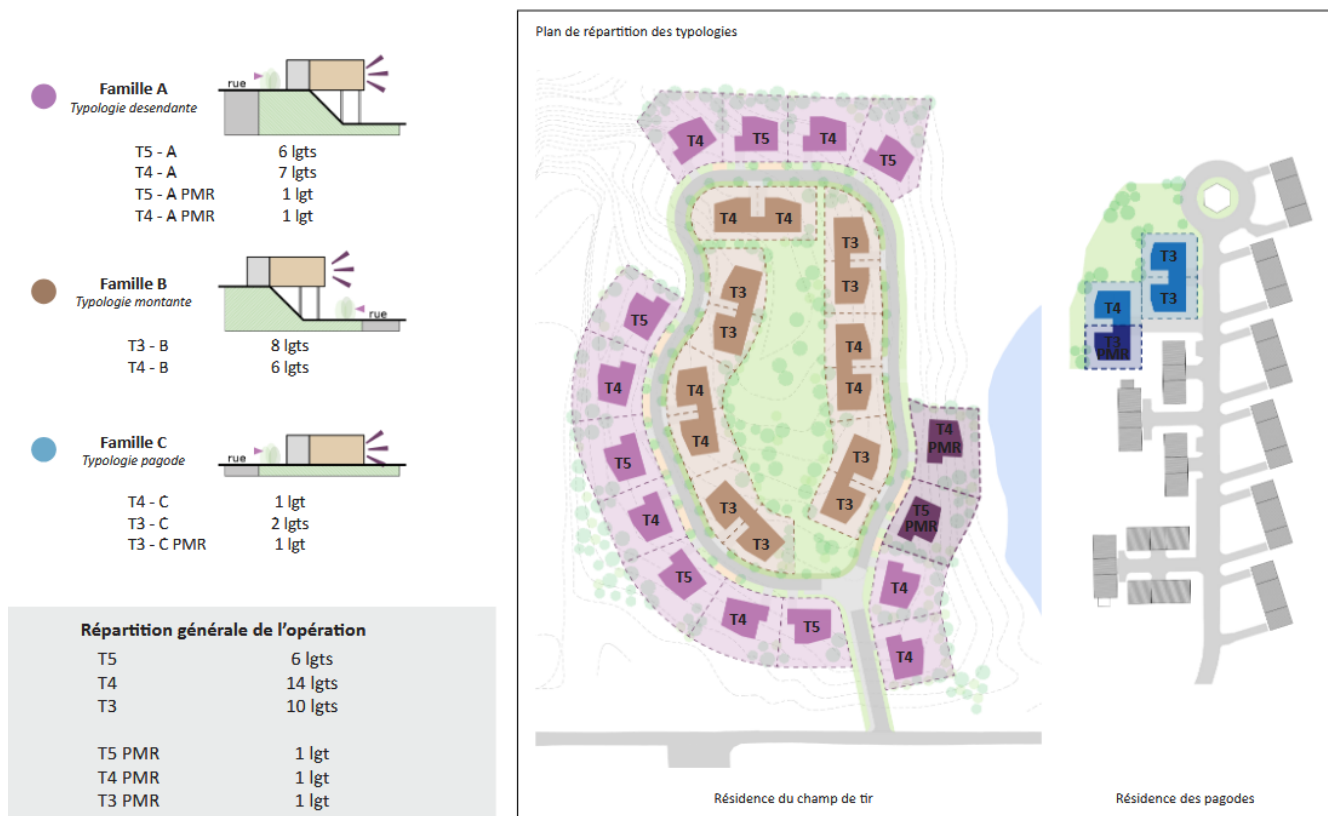 rue
Famille A
Typologie desendante
T5 - A 6 lgts
T4 - A 7 lgts
T5 - A PMR 1 lgt
T4 - A PMR 1 lgt
Famille B
Typologie montante
rue
T3 - B 8 lgts
T4 - B 6 lgts
Famille C
Typologie pagode
T4 - C 1 lgt
T3 - C 2 lgts
T3 - C PMR 1 lgt
Répartition générale de l’opération
T5 6 lgts
T4 14 lgts
T3 10 lgts
T5 PMR 1 lgt
T4 PMR 1 lgt
T3 PMR 1 lgt
Plan de répartition des typologies
T4
T5
T4
T5
T4 T4
T3
T3
T3
T3
T5
T4
T4
T4
T4
T4
T4
PMR
T5
T3
T3
T5
PMR
T4
T3
T3
T5
T4
T4
T5
T4
T3
T3
T4
T3
PMR
Résidence du champ de tir
Résidence des pagodes